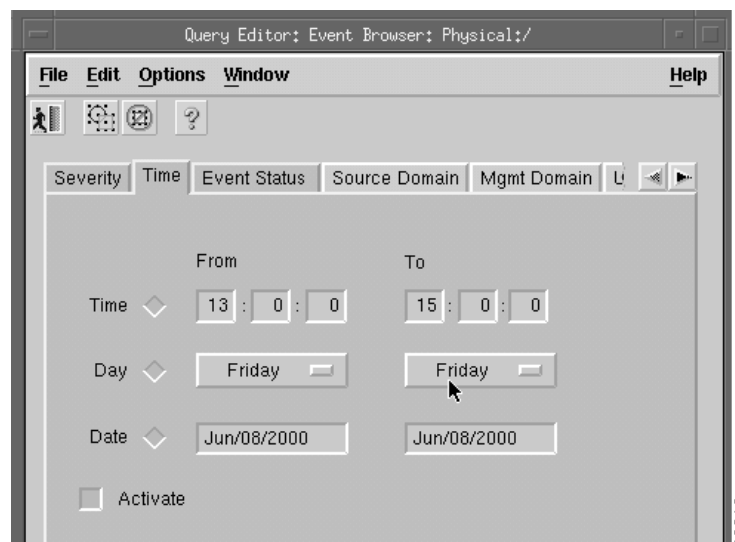 Query Editor: Event Browser: Physical:/
File Edit Options Window Help
Severity Time Event Status Source Domain Mgmt Domain
From To
Time 13 : 0 : 0 15 : 0 : 0
Day Friday Friday
Date Jun/08/2000 Jun/08/2000
Activate